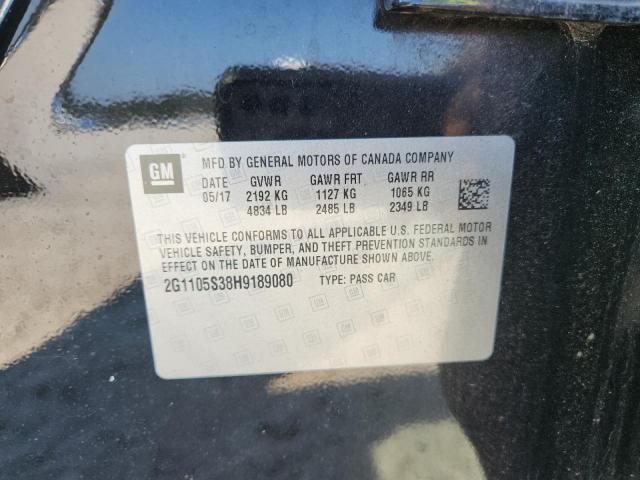 GM MFD BY GENERAL MOTORS OF CANADA COMPANY
DATE GVWR GAWR FRT GAWR RR
05/17 2192 KG 1127 KG 1065 KG
4834 LB 2485 LB 2349 LB
THIS VEHICLE CONFORMS TO ALL APPLICABLE U.S. FEDERAL MOTOR
VEHICLE SAFETY, BUMPER, AND THEFT PREVENTION STANDARDS IN
EFFECT ON THE DATE OF MANUFACTURE SHOWN ABOVE.
2G1105S38H9189080 TYPE: PASS CAR